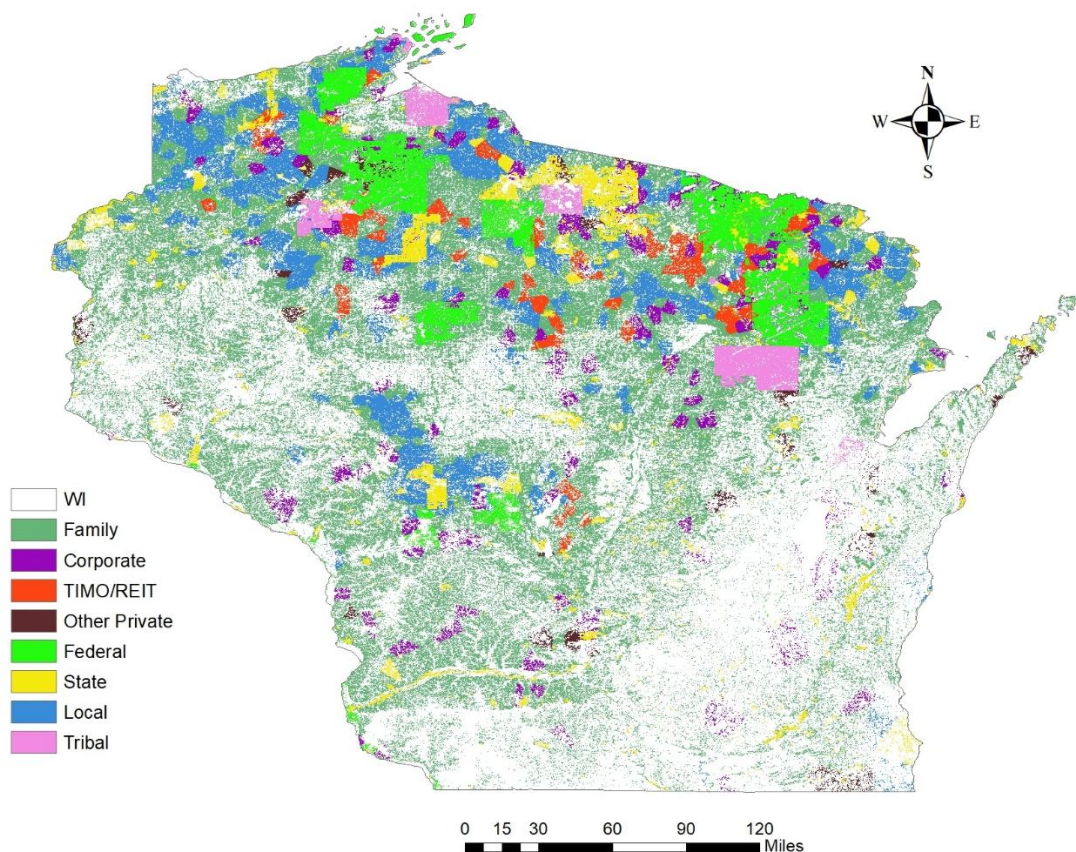 N
W E
S
WI
Family
Corporate
TIMO/REIT
Other Private
Federal
State
Local
Tribal
0 15 30 60 90 120
Miles